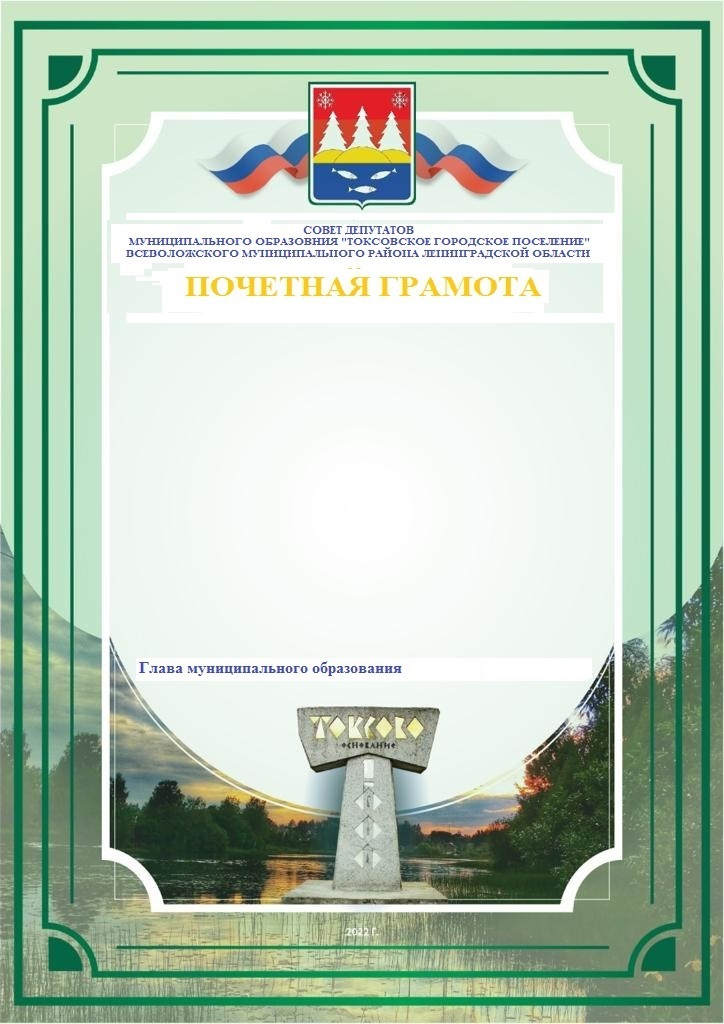 СОВЕТ ДЕПУТАТОВ
МУНИЦИПАЛЬНОГО ОБРАЗОВНИЯ "ТОКСОВСКОЕ ГОРОДСКОЕ ПОСЕЛЕНИЕ"
ВСЕВОЛОЖСКОГО МУНИЦИПАЛЬНОГО РАЙОНА ЛЕНИНГРАДСКОЙ ОБЛАСТИ
ПОЧЕТНАЯ ГРАМОТА
Глава муниципального образования
ТОКСОВО
ОСНОВАНИЕ
2022 Г.